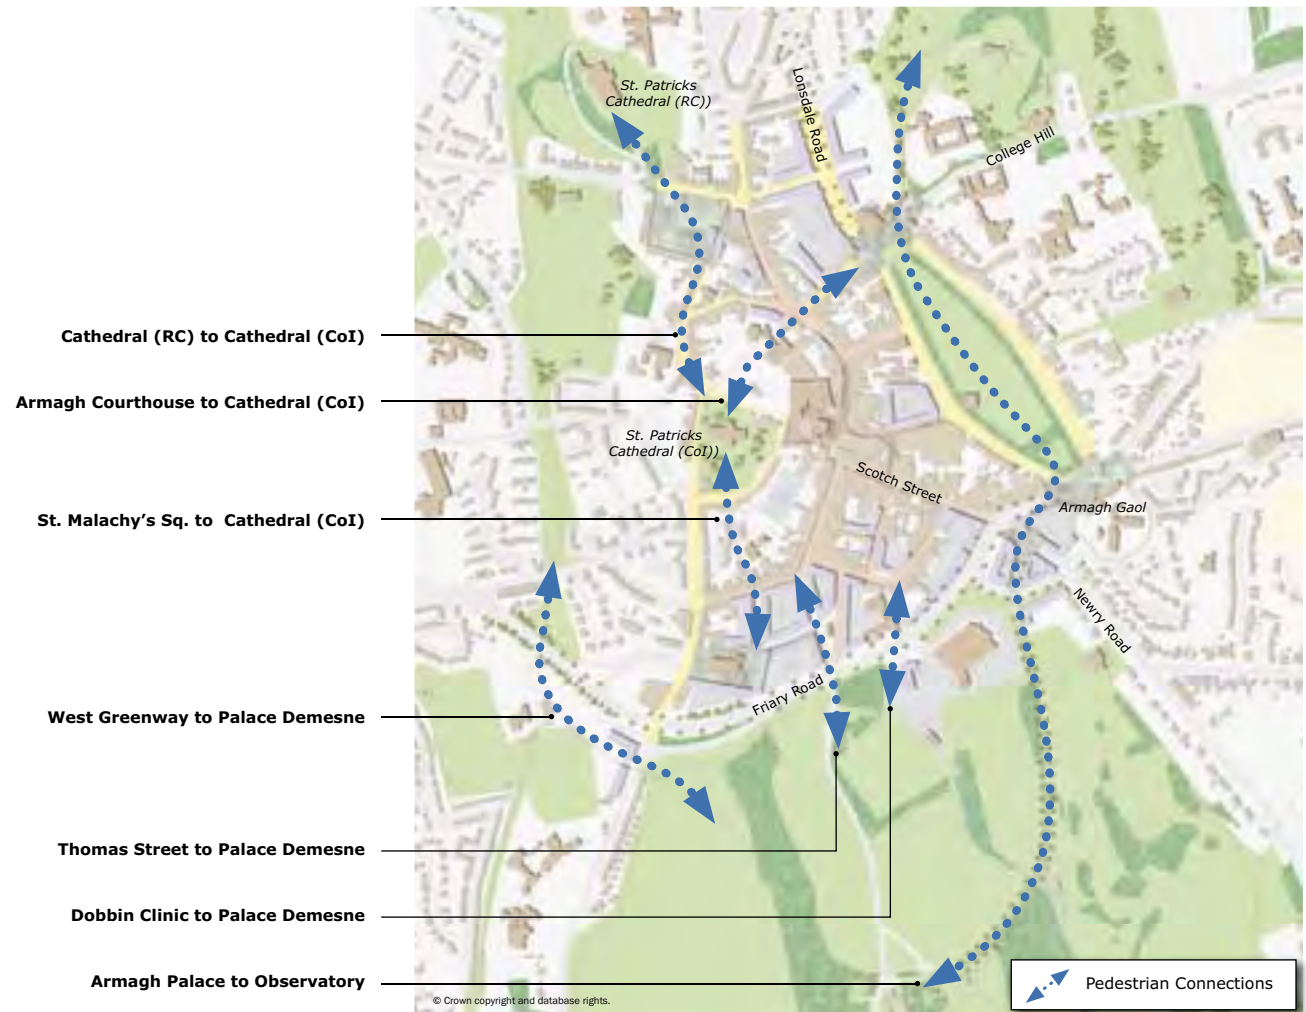 St. Patricks
Cathedral (RC))
Lonsdale Road
College Hill
Cathedral (RC) to Cathedral (CoI)
Armagh Courthouse to Cathedral (CoI)
St. Patricks
Cathedral (CoI))
Scotch Street
Armagh Gaol
St. Malachy’s Sq. to  Cathedral (CoI)
Newry Road
Friary Road
West Greenway to Palace Demesne
Thomas Street to Palace Demesne
Dobbin Clinic to Palace Demesne
Armagh Palace to Observatory
Pedestrian Connections
© Crown copyright and database rights.